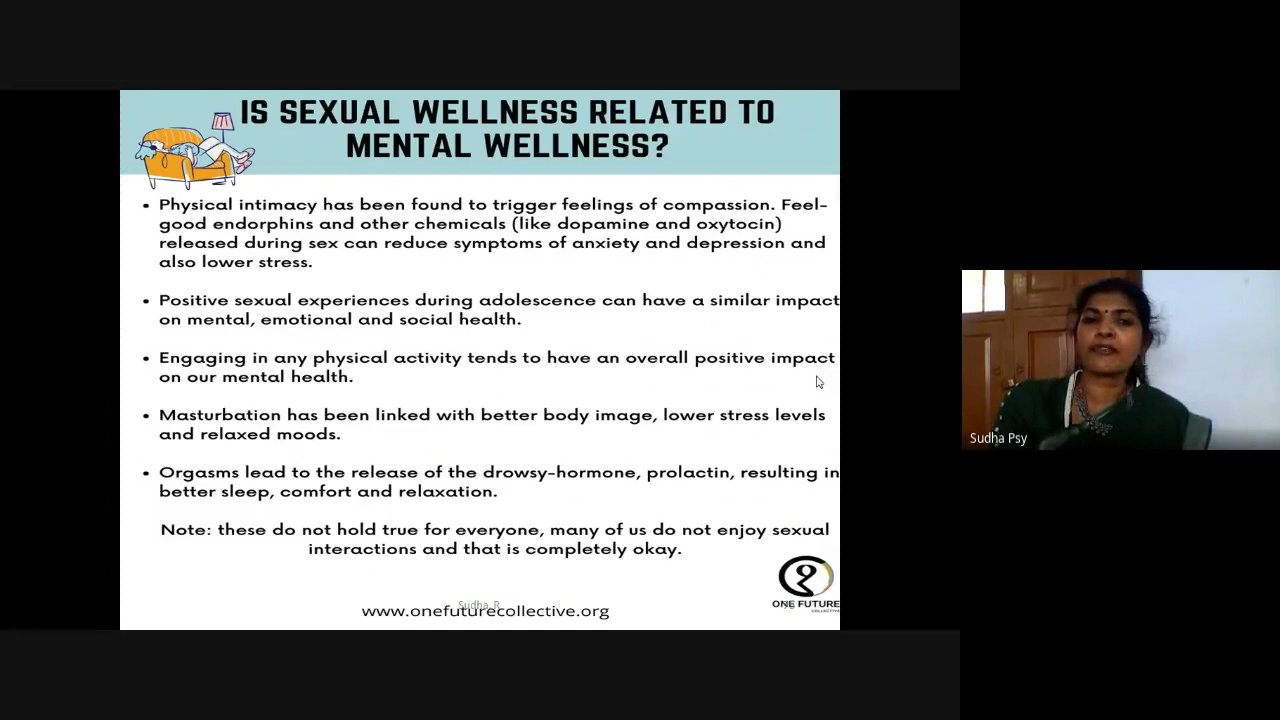 IS SEXUAL WELLNESS RELATED TO
MENTAL WELLNESS?
• Physical intimacy has been found to trigger feelings of compassion. Feel-
good endorphins and other chemicals (like dopamine and oxytocin)
released during sex can reduce symptoms of anxiety and depression and
also lower stress.
• Positive sexual experiences during adolescence can have a similar impact
on mental, emotional and social health.
• Engaging in any physical activity tends to have an overall positive impact
on our mental health.
• Masturbation has been linked with better body image, lower stress levels
and relaxed moods.
• Orgasms lead to the release of the drowsy-hormone, prolactin, resulting in
better sleep, comfort and relaxation.
Note: these do not hold true for everyone, many of us do not enjoy sexual
interactions and that is completely okay.
ONE FUTURE
COLLECTIVE
Sudha. R
www.onefuturecollective.org
Sudha Psy